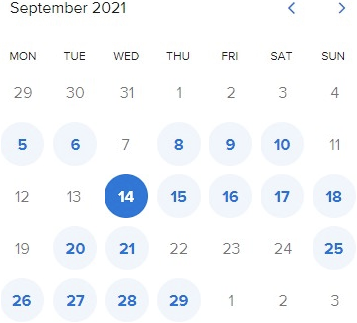 September 2021
MON TUE WED THU FRI SAT SUN
29 30 31 1 2 3 4
5 6 7 8 9 10 11
12 13 14 15 16 17 18
19 20 21 22 23 24 25
26 27 28 29 1 2 3